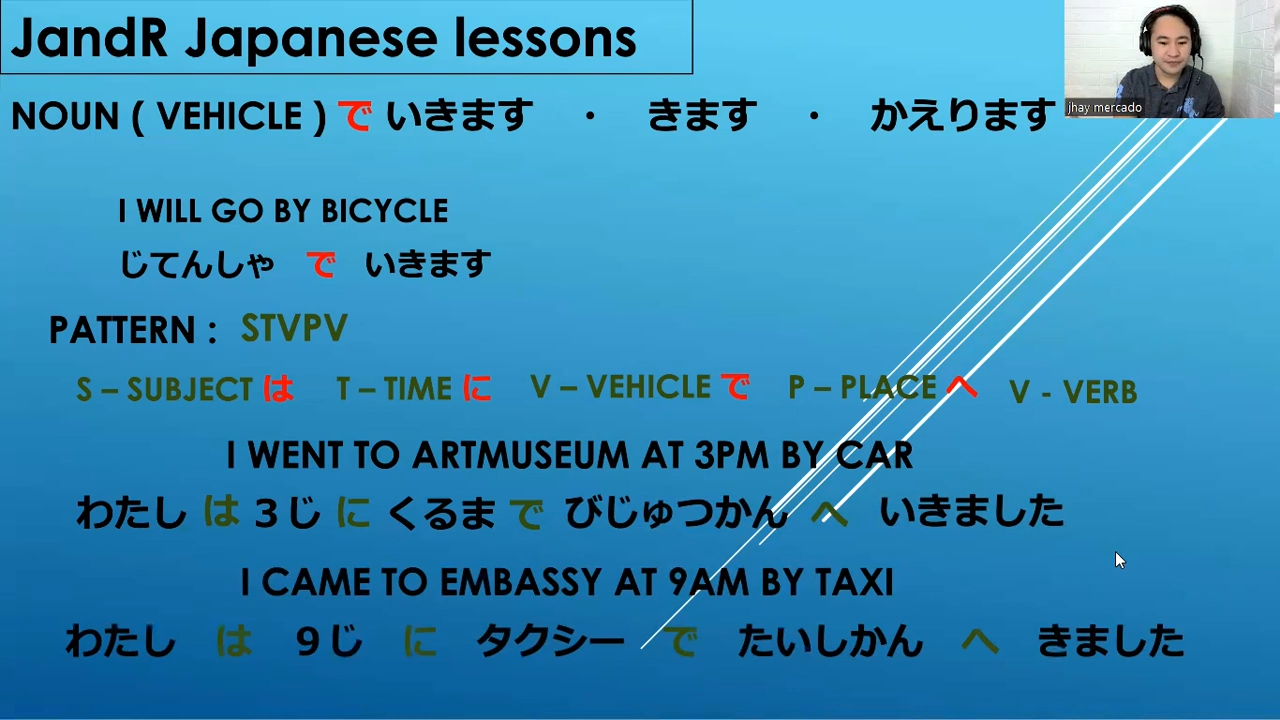 JandR Japanese lessons
jhay mercado
NOUN ( VEHICLE ) で いきます ・ きます ・ かえります
I WILL GO BY BICYCLE
じてんしゃ で いきます
PATTERN : STVPV
S – SUBJECT は T – TIME に V – VEHICLE で P – PLACE へ V - VERB
I WENT TO ARTMUSEUM AT 3PM BY CAR
わたし は ３じ に くるま で びじゅつかん へ いきました
I CAME TO EMBASSY AT 9AM BY TAXI
わたし は ９じ に タクシー で たいしかん へ きました